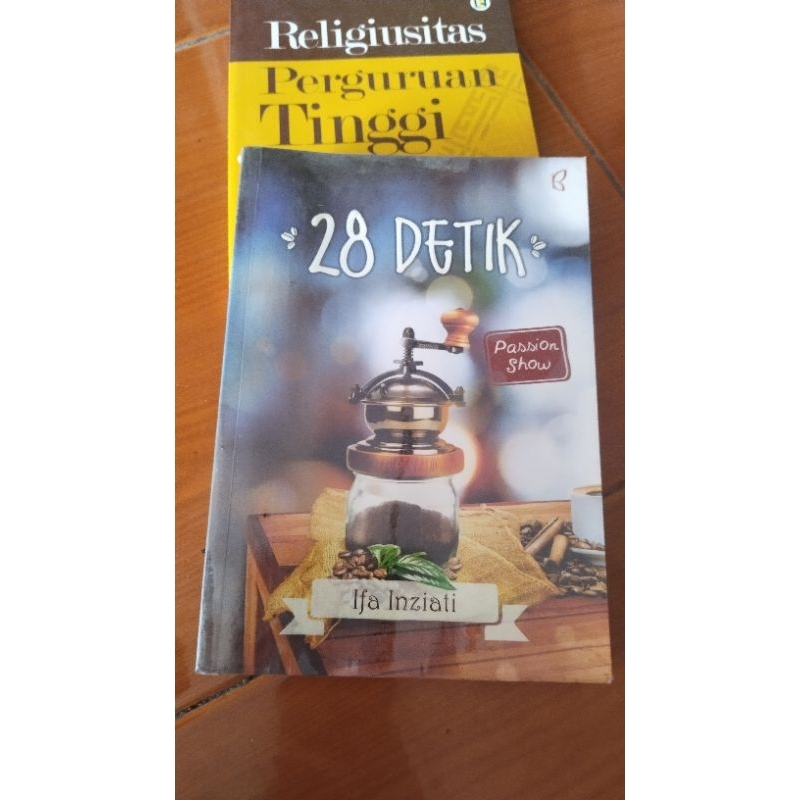 Religiusitas
Perguruan
Tinggi
28 DETIK
Passion
Show
Ifa Inziati